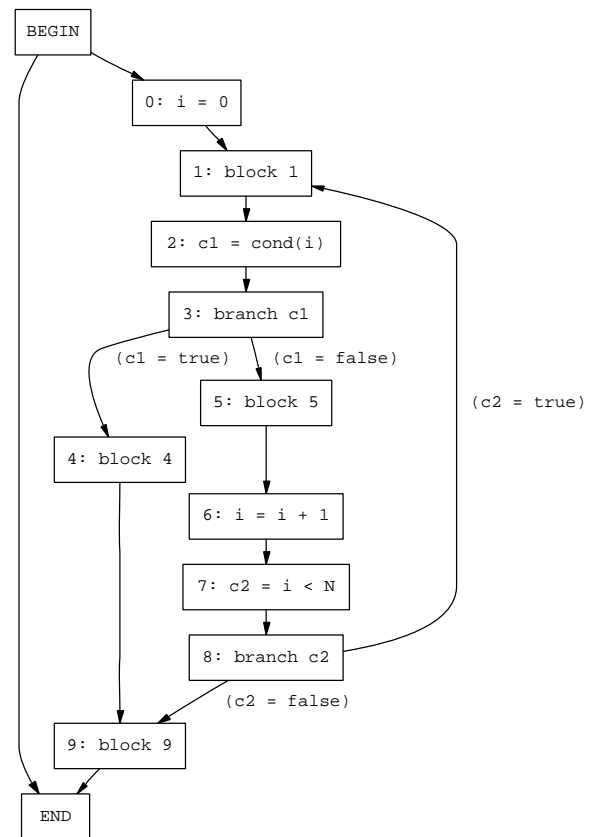 BEGIN
0: i = 0
1: block 1
2: c1 = cond(i)
3: branch c1
(c1 = true)
(c1 = false)
5: block 5
(c2 = true)
4: block 4
6: i = i + 1
7: c2 = i < N
8: branch c2
(c2 = false)
9: block 9
END